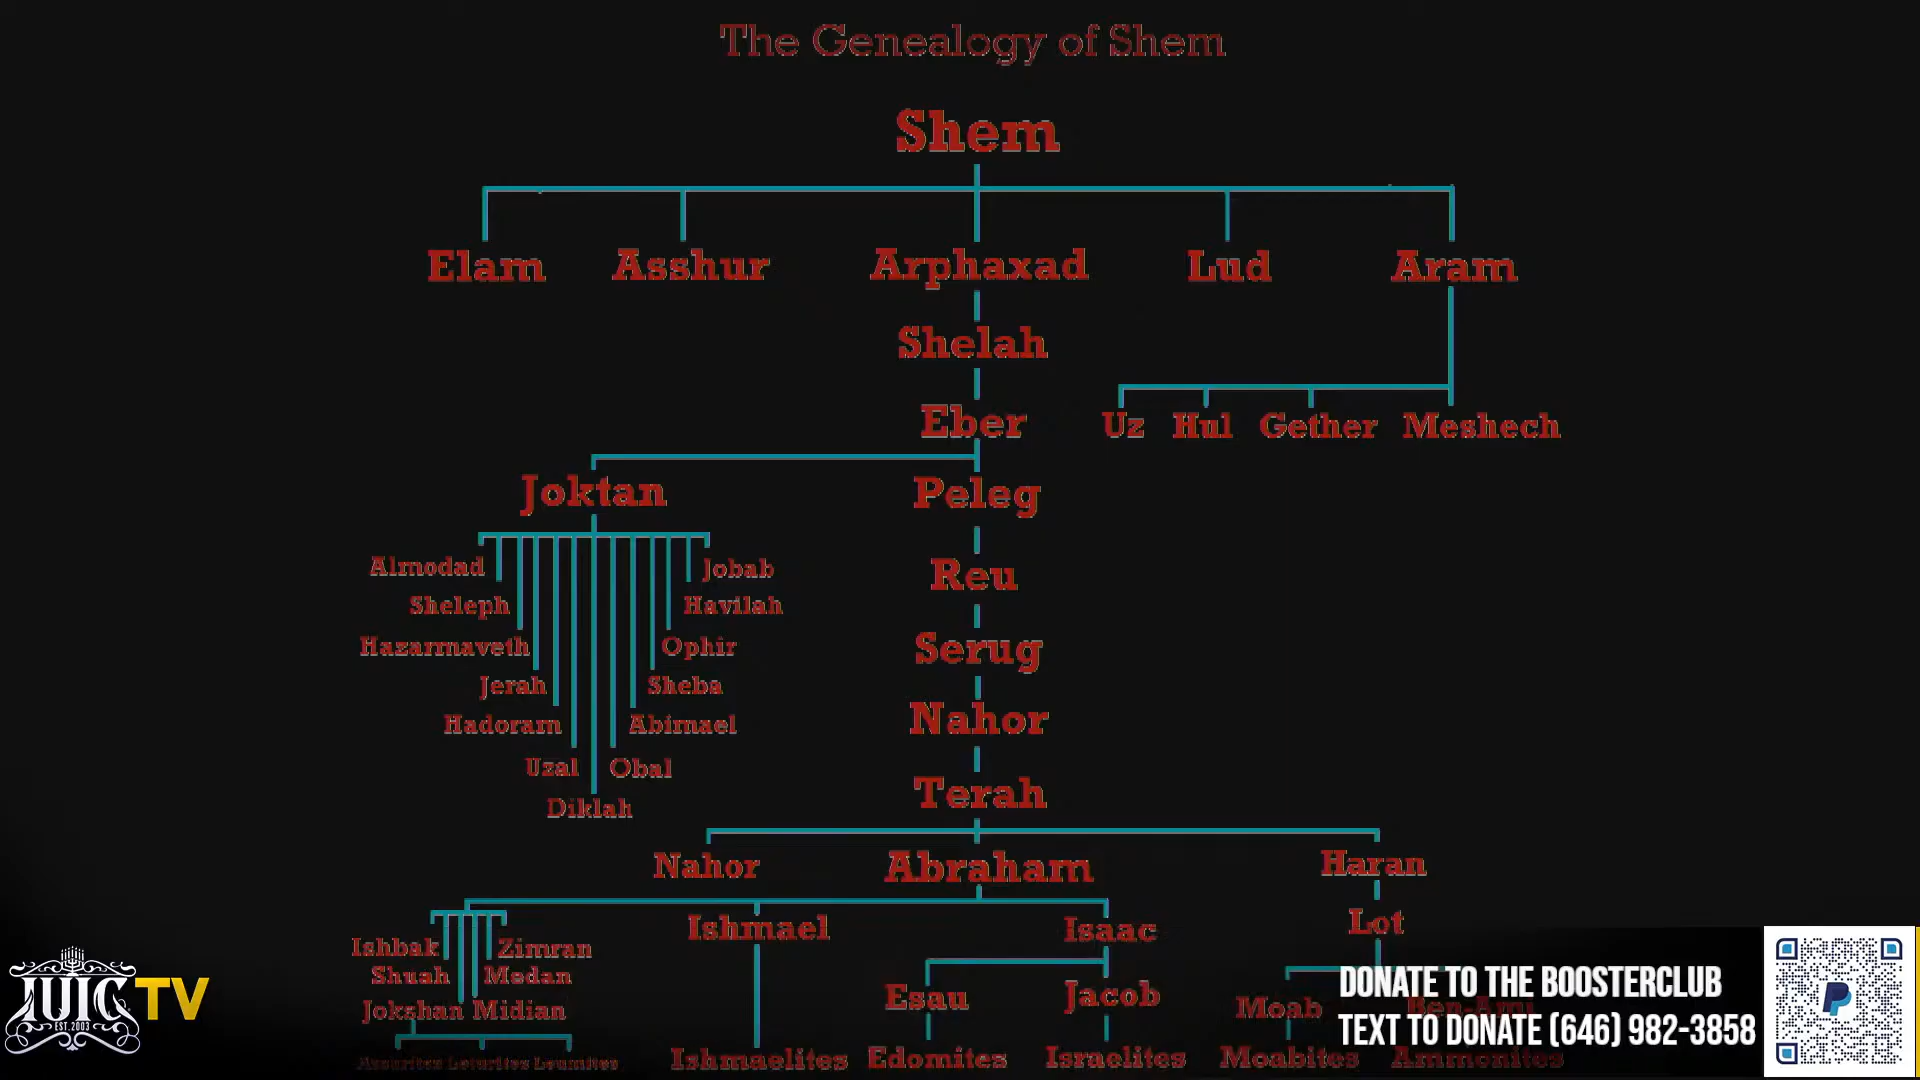 The Genealogy of Shem
Shem
Elam Asshur Arphaxad Lud Aram
Shelah
Eber Uz Hul Gether Meshech
Joktan Peleg
Almodad Jobab
Reu
Sheleph Havilah
Hazarmaveth Ophir
Serug
Jerah Sheba
Hadoram Abimael
Nahor
Uzal Obal
Terah
Diklah
Nahor Abraham Haran
Ishmael Isaac Lot
Ishbak Zimran
Shuah Medan
Esau Jacob
Jokshan Midian
Moab Ben-Ami
Ishmaelites Edomites Israelites Moabites Ammonites
IUIC TV
EST. 2003
DONATE TO THE BOOSTERCLUB
TEXT TO DONATE (646) 982-3858